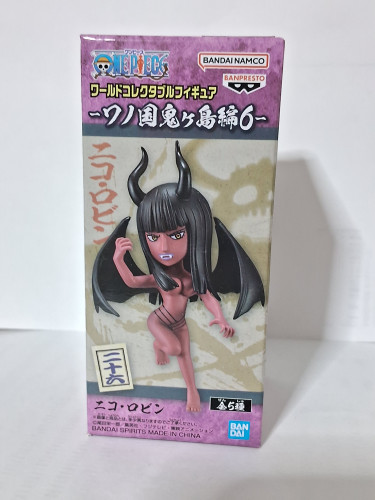 ONE PIECE
BANDAI NAMCO
BANPRESTO
ワールドコレクタブルフィギュア
-ワノ国鬼ヶ島編6-
ニコ・ロビン
二十六
ニコ・ロビン
全5種
BANDAI SPIRITS MADE IN CHINA
BAN
DAI